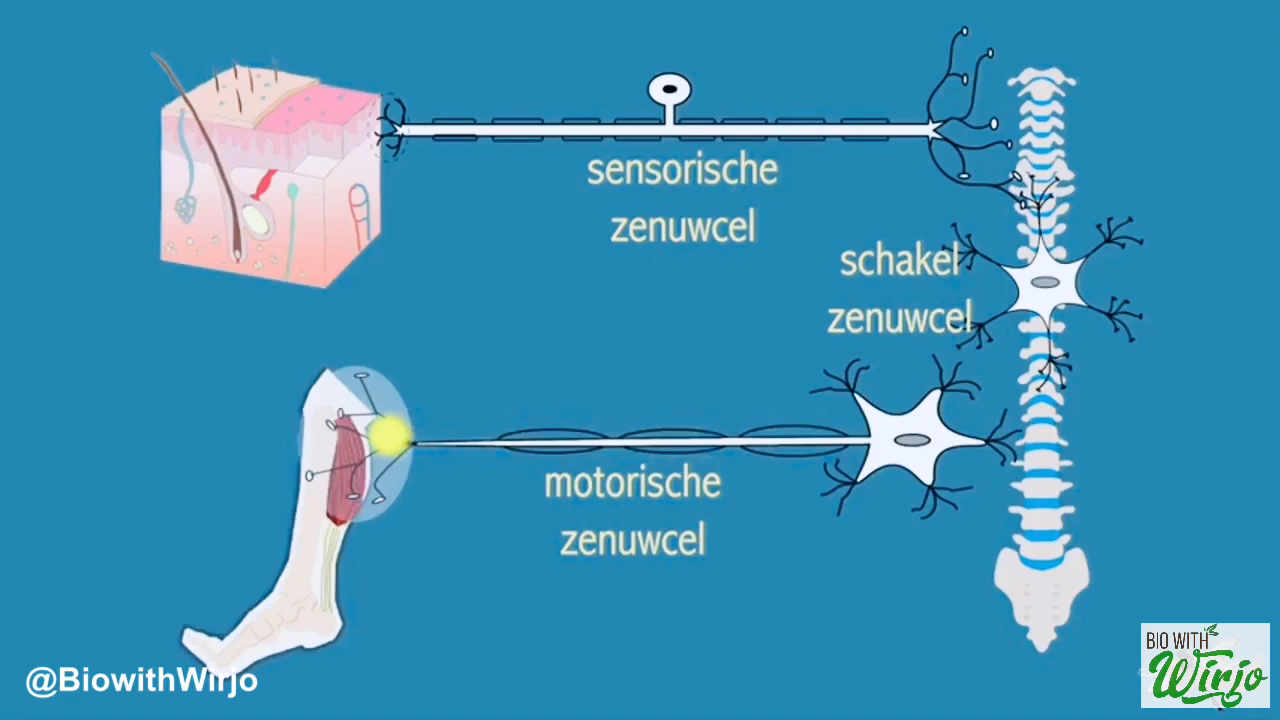 sensorische
zenuwcel
schakel
zenuwcel
motorische
zenuwcel
@BiowithWirjo
BIO WITH
Wirjo